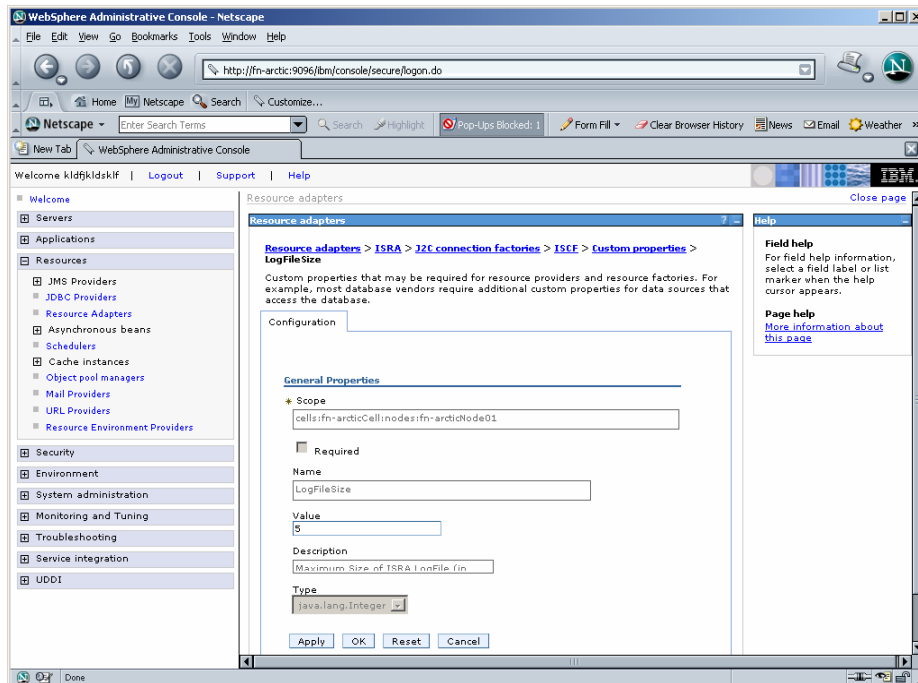 WebSphere Administrative Console - Netscape
File Edit View Go Bookmarks Tools Window Help
http://fn-arctic:9096/ibm/console/secure/logon.do
Home My Netscape Search Customize...
Netscape Enter Search Terms Search Highlight Pop-Ups Blocked: 1 Form Fill Clear Browser History News Email Weather »
New Tab WebSphere Administrative Console
Welcome kldfjkldsklf | Logout | Support | Help IBM.
Welcome
Servers
Applications
Resources
JMS Providers
JDBC Providers
Resource Adapters
Asynchronous beans
Schedulers
Cache instances
Object pool managers
Mail Providers
URL Providers
Resource Environment Providers
Security
Environment
System administration
Monitoring and Tuning
Troubleshooting
Service integration
UDDI
Resource adapters Close page
Resource adapters ? -
Resource adapters > ISRA > J2C connection factories > ISCF > Custom properties >
LogFileSize
Custom properties that may be required for resource providers and resource factories. For
example, most database vendors require additional custom properties for data sources that
access the database.
Configuration
General Properties
* Scope
cells:fn-arcticCell:nodes:fn-arcticNode01
Required
Name
LogFileSize
Value
5
Description
Maximum Size of ISRA LogFile (in
Type
java.lang.Integer
Apply OK Reset Cancel
Help -
Field help
For field help information,
select a field label or list
marker when the help
cursor appears.
Page help
More information about
this page
Done